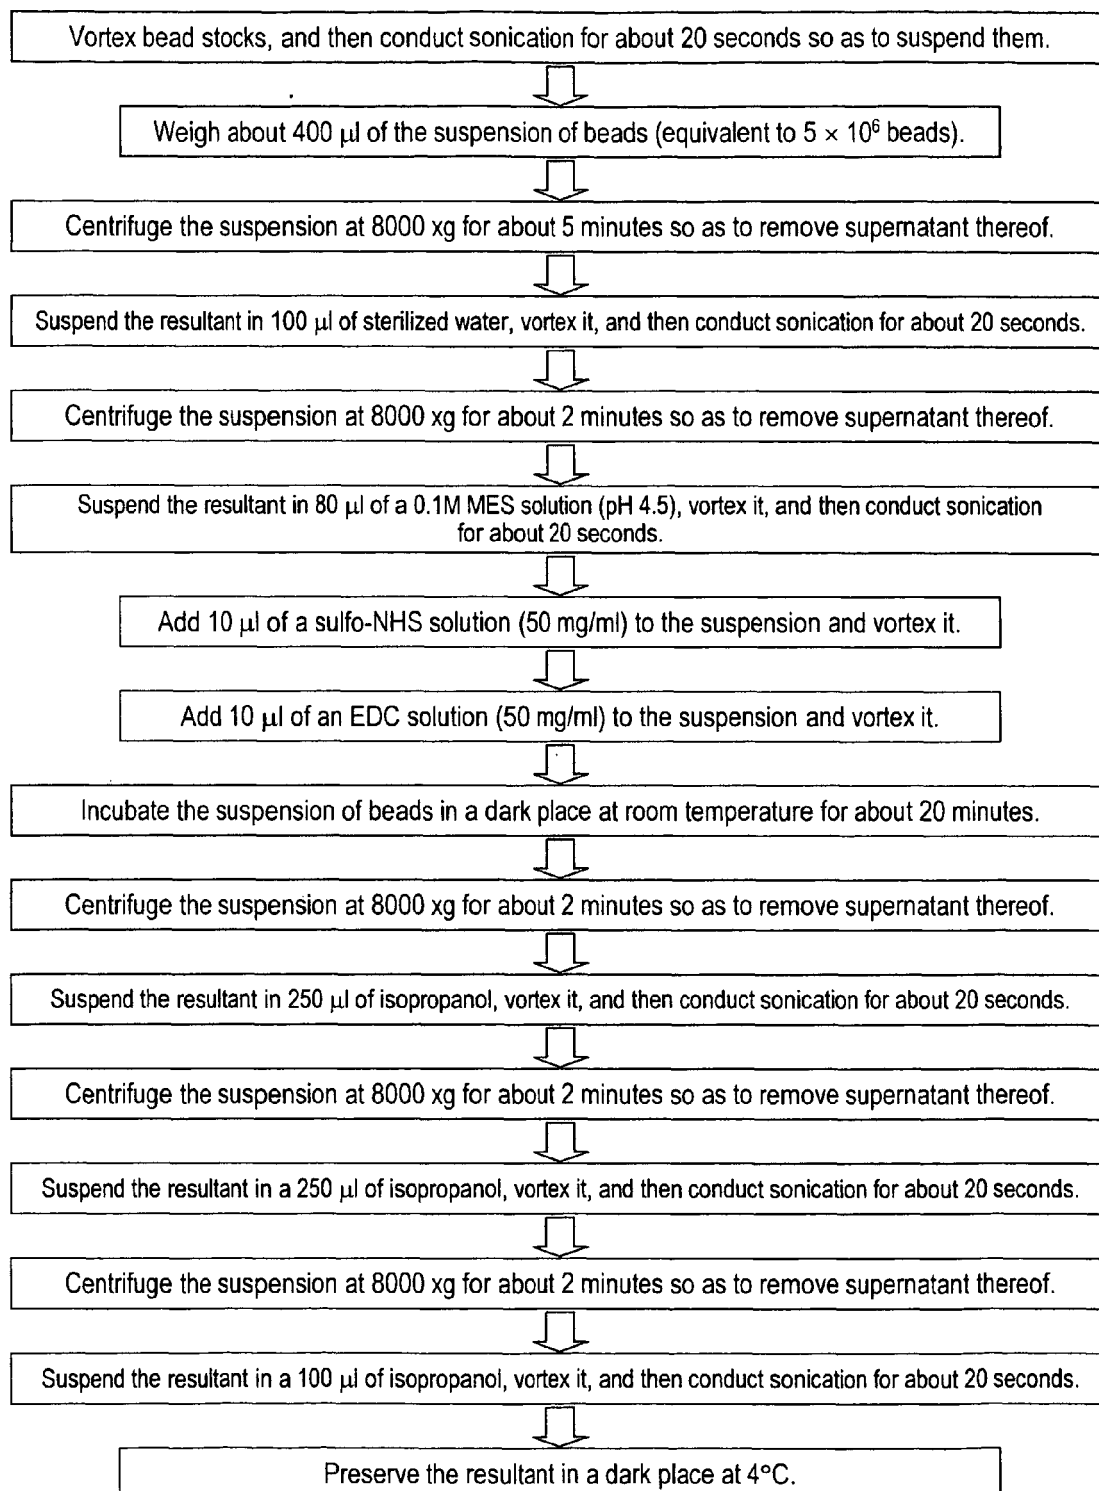 Vortex bead stocks, and then conduct sonication for about 20 seconds so as to suspend them.
Weigh about 400 µl of the suspension of beads (equivalent to 5 × 10⁶ beads).
Centrifuge the suspension at 8000 xg for about 5 minutes so as to remove supernatant thereof.
Suspend the resultant in 100 µl of sterilized water, vortex it, and then conduct sonication for about 20 seconds.
Centrifuge the suspension at 8000 xg for about 2 minutes so as to remove supernatant thereof.
Suspend the resultant in 80 µl of a 0.1M MES solution (pH 4.5), vortex it, and then conduct sonication
for about 20 seconds.
Add 10 µl of a sulfo-NHS solution (50 mg/ml) to the suspension and vortex it.
Add 10 µl of an EDC solution (50 mg/ml) to the suspension and vortex it.
Incubate the suspension of beads in a dark place at room temperature for about 20 minutes.
Centrifuge the suspension at 8000 xg for about 2 minutes so as to remove supernatant thereof.
Suspend the resultant in 250 µl of isopropanol, vortex it, and then conduct sonication for about 20 seconds.
Centrifuge the suspension at 8000 xg for about 2 minutes so as to remove supernatant thereof.
Suspend the resultant in a 250 µl of isopropanol, vortex it, and then conduct sonication for about 20 seconds.
Centrifuge the suspension at 8000 xg for about 2 minutes so as to remove supernatant thereof.
Suspend the resultant in a 100 µl of isopropanol, vortex it, and then conduct sonication for about 20 seconds.
Preserve the resultant in a dark place at 4°C.